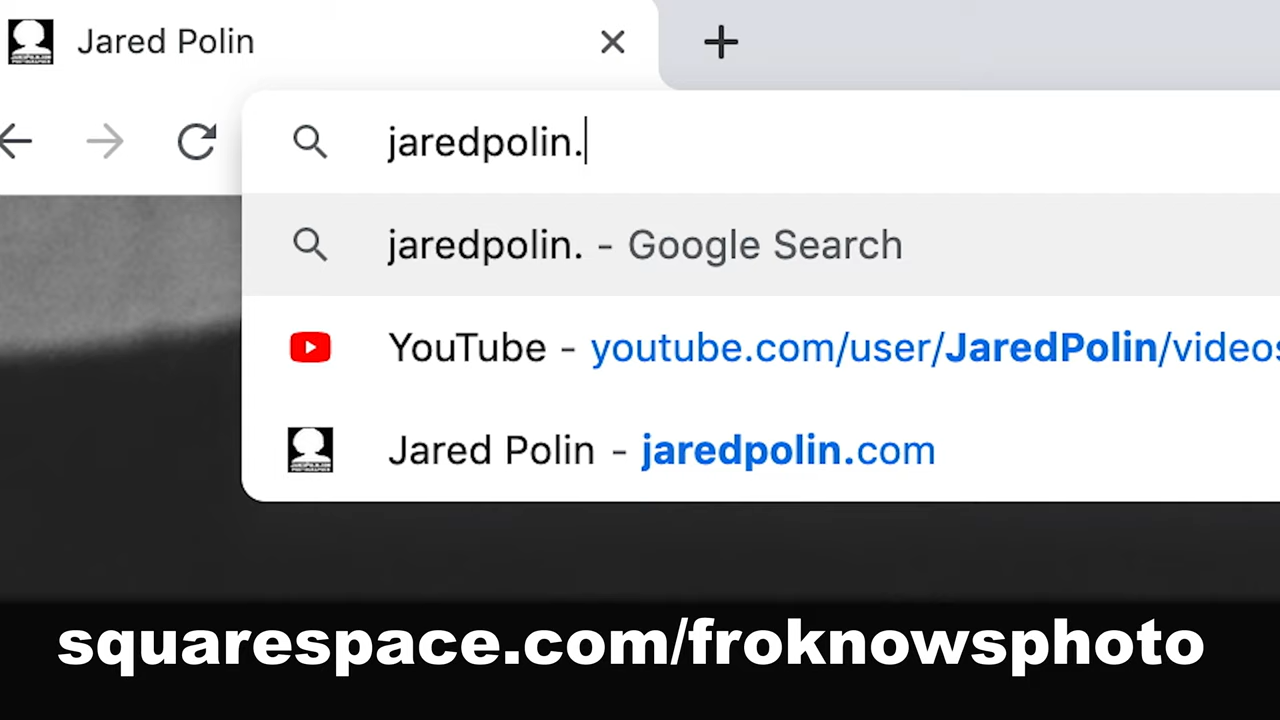 Jared Polin
jaredpolin.
jaredpolin. - Google Search
YouTube - youtube.com/user/JaredPolin/videos
Jared Polin - jaredpolin.com
squarespace.com/froknowsphoto